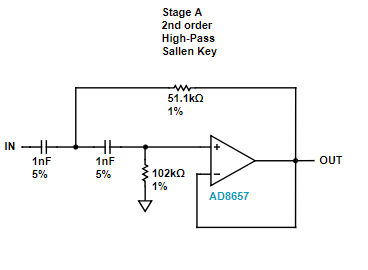 Stage A
2nd order
High-Pass
Sallen Key
51.1kΩ
1%
IN
1nF
5%
1nF
5%
102kΩ
1%
+
-
AD8657
OUT